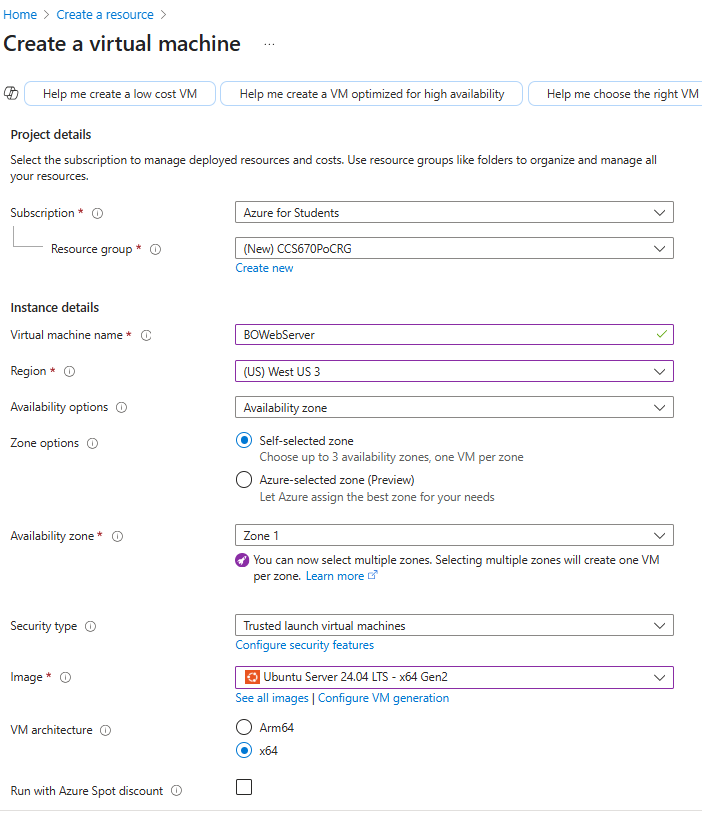 Home > Create a resource >
Create a virtual machine ...
Help me create a low cost VM
Help me create a VM optimized for high availability
Help me choose the right VM
Project details
Select the subscription to manage deployed resources and costs. Use resource groups like folders to organize and manage all
your resources.
Subscription *
Azure for Students
Resource group *
(New) CCS670PoCRG
Create new
Instance details
Virtual machine name *
BOWebServer
Region *
(US) West US 3
Availability options
Availability zone
Zone options
Self-selected zone
Choose up to 3 availability zones, one VM per zone
Azure-selected zone (Preview)
Let Azure assign the best zone for your needs
Availability zone *
Zone 1
You can now select multiple zones. Selecting multiple zones will create one VM
per zone. Learn more
Security type
Trusted launch virtual machines
Configure security features
Image *
Ubuntu Server 24.04 LTS - x64 Gen2
See all images | Configure VM generation
VM architecture
Arm64
x64
Run with Azure Spot discount